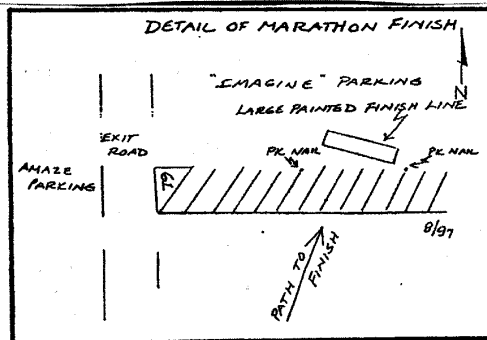 DETAIL OF MARATHON FINISH
"IMAGINE" PARKING
N
LARGE PAINTED FINISH LINE
EXIT
ROAD
PK NAIL
PK NAIL
AMAZE
PARKING
8/97
PATH TO
FINISH